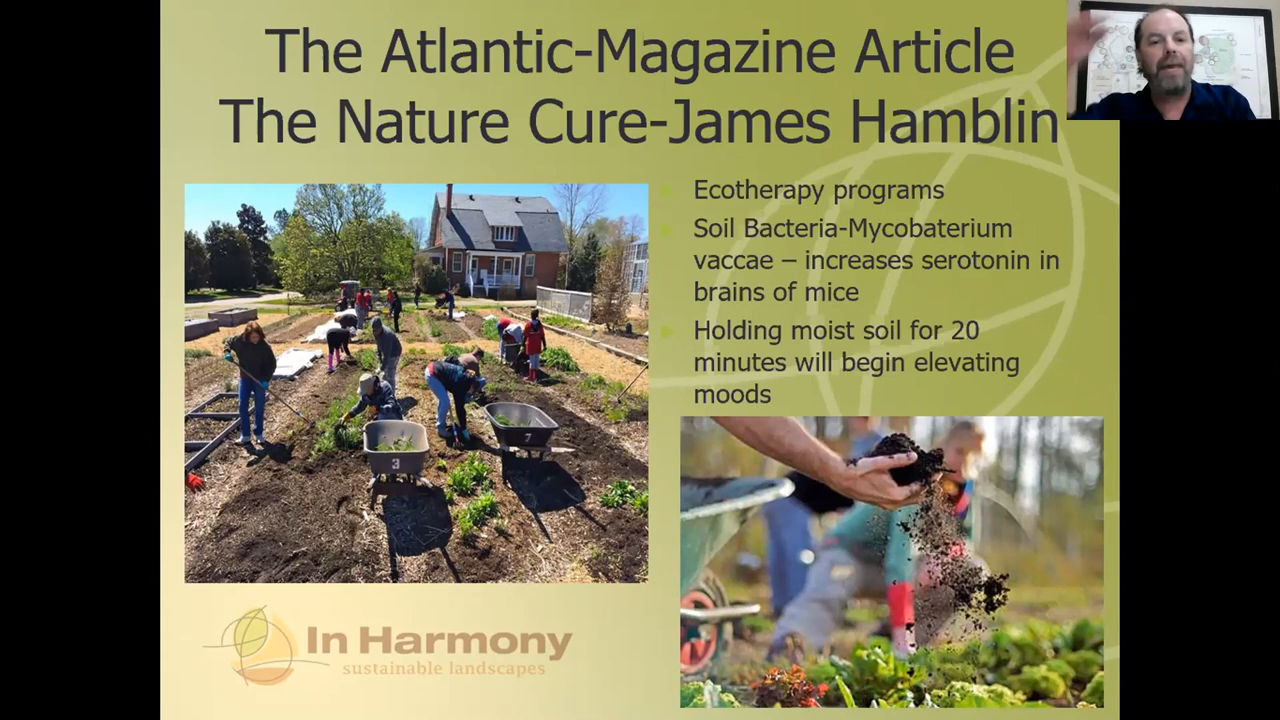 The Atlantic-Magazine Article
The Nature Cure-James Hamblin
Ecotherapy programs
Soil Bacteria-Mycobaterium
vaccae – increases serotonin in
brains of mice
Holding moist soil for 20
minutes will begin elevating
moods
3
7
In Harmony
sustainable landscapes